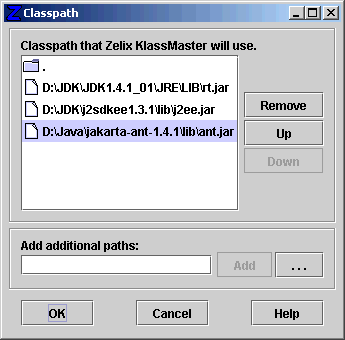 Classpath
Classpath that Zelix KlassMaster will use.
.
D:\JDK\JDK1.4.1_01\JRE\LIB\rt.jar
D:\JDK\j2sdkee1.3.1\lib\j2ee.jar
D:\Java\jakarta-ant-1.4.1\lib\ant.jar
Remove
Up
Down
Add additional paths:
Add
...
OK
Cancel
Help